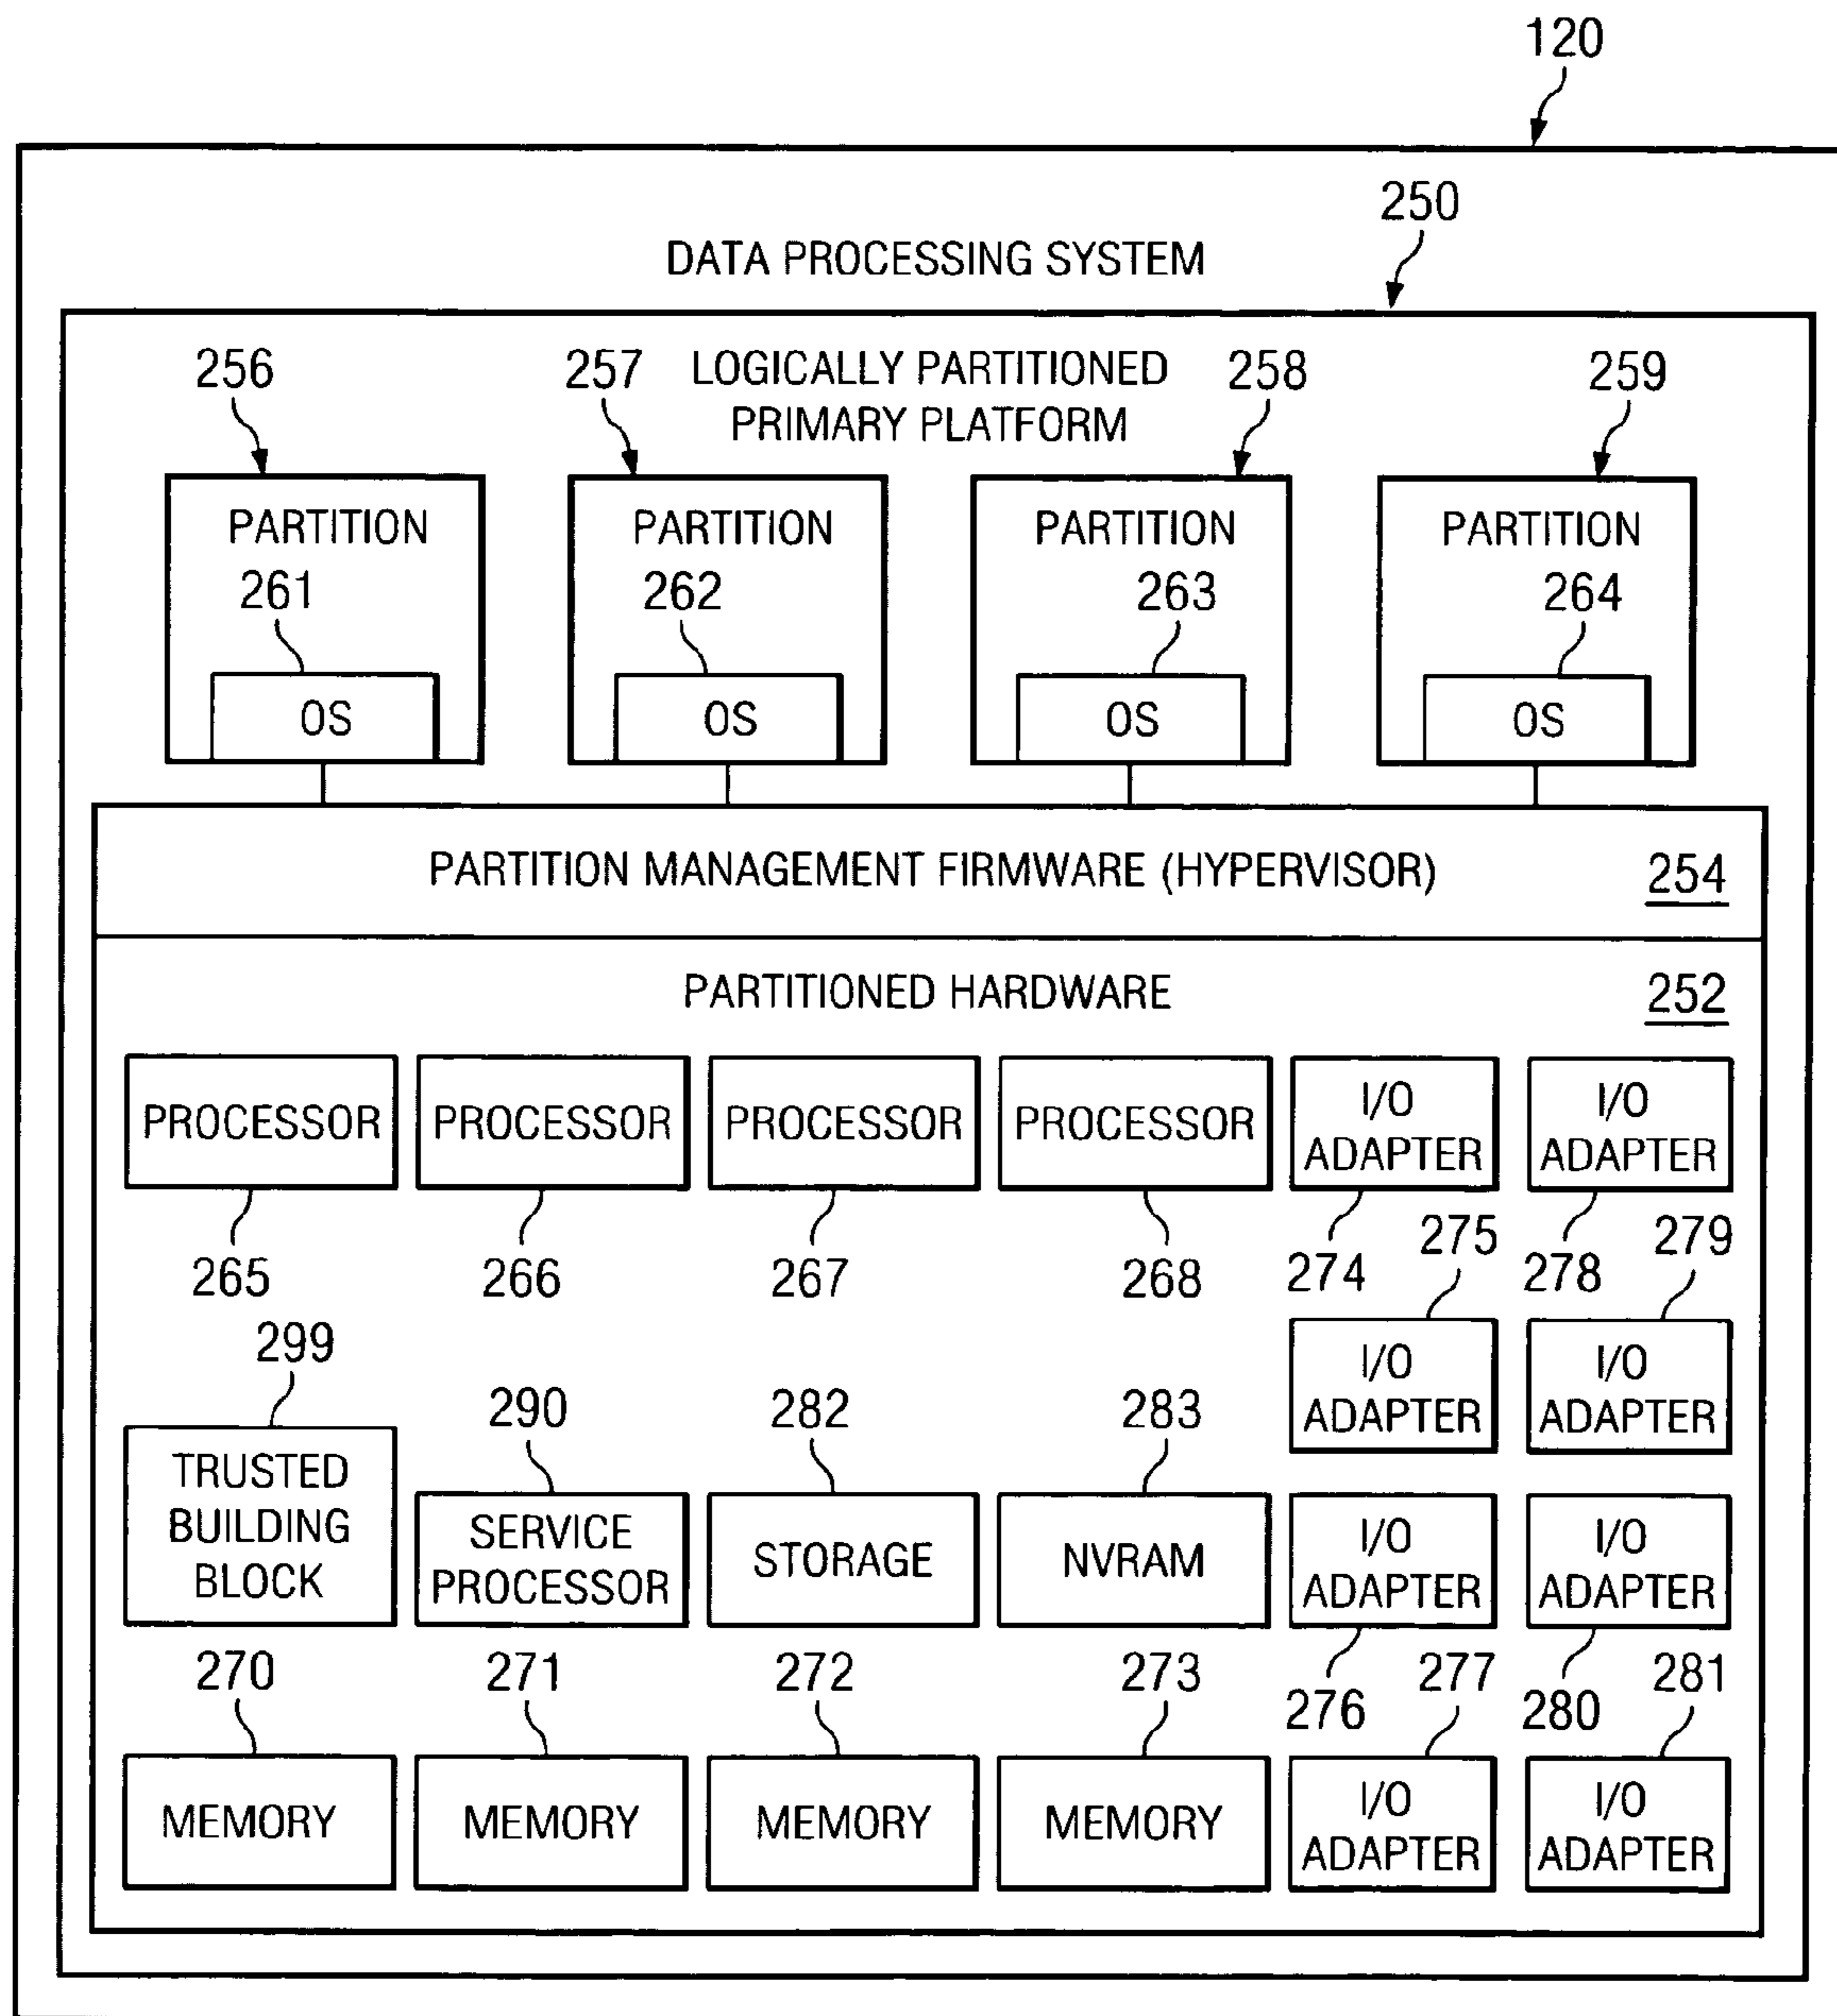 120
250
DATA PROCESSING SYSTEM
256
257
LOGICALLY PARTITIONED
PRIMARY PLATFORM
258
259
PARTITION
PARTITION
PARTITION
PARTITION
261
262
263
264
OS
OS
OS
OS
PARTITION MANAGEMENT FIRMWARE (HYPERVISOR)
254
PARTITIONED HARDWARE
252
PROCESSOR
PROCESSOR
PROCESSOR
PROCESSOR
I/O
ADAPTER
I/O
ADAPTER
265
266
267
268
274
275
278
279
299
290
282
283
I/O
ADAPTER
I/O
ADAPTER
TRUSTED
BUILDING
BLOCK
SERVICE
PROCESSOR
STORAGE
NVRAM
I/O
ADAPTER
I/O
ADAPTER
270
271
272
273
276
277
280
281
MEMORY
MEMORY
MEMORY
MEMORY
I/O
ADAPTER
I/O
ADAPTER